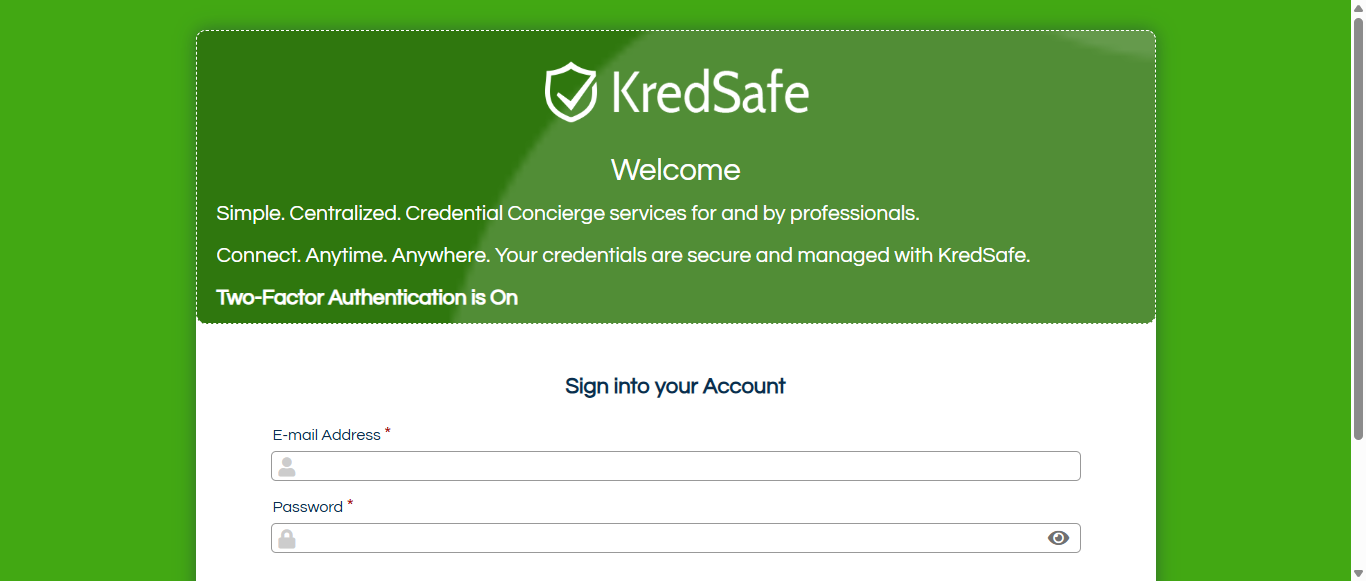 KredSafe
Welcome
Simple. Centralized. Credential Concierge services for and by professionals.
Connect. Anytime. Anywhere. Your credentials are secure and managed with KredSafe.
Two-Factor Authentication is On
Sign into your Account
E-mail Address *
Password *